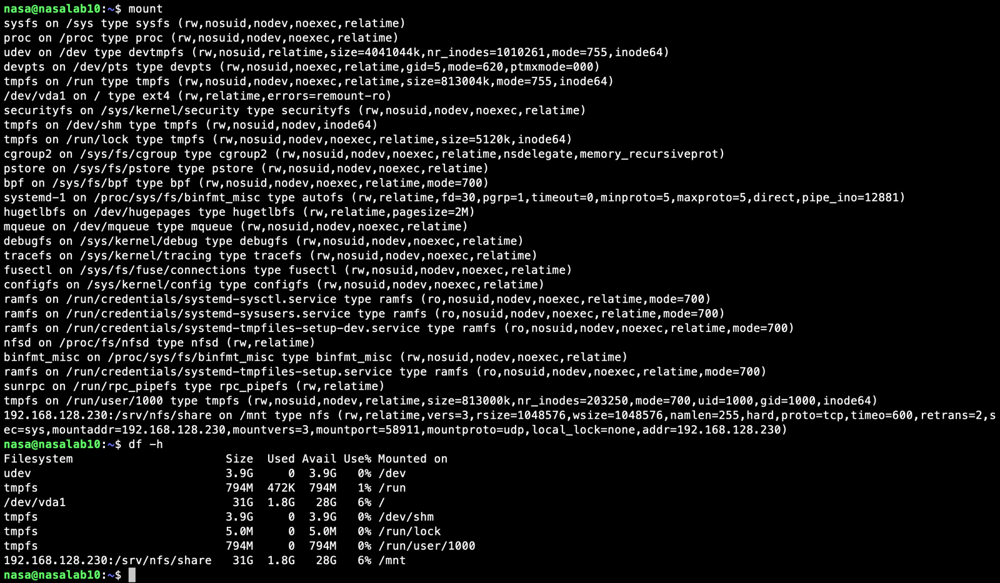 nasa@nasalab10:~$ mount
sysfs on /sys type sysfs (rw,nosuid,nodev,noexec,relatime)
proc on /proc type proc (rw,nosuid,nodev,noexec,relatime)
udev on /dev type devtmpfs (rw,nosuid,relatime,size=4041044k,nr_inodes=1010261,mode=755,inode64)
devpts on /dev/pts type devpts (rw,nosuid,noexec,relatime,gid=5,mode=620,ptmxmode=000)
tmpfs on /run type tmpfs (rw,nosuid,nodev,noexec,relatime,size=813004k,mode=755,inode64)
/dev/vda1 on / type ext4 (rw,relatime,errors=remount-ro)
securityfs on /sys/kernel/security type securityfs (rw,nosuid,nodev,noexec,relatime)
tmpfs on /dev/shm type tmpfs (rw,nosuid,nodev,inode64)
tmpfs on /run/lock type tmpfs (rw,nosuid,nodev,noexec,relatime,size=5120k,inode64)
cgroup2 on /sys/fs/cgroup type cgroup2 (rw,nosuid,nodev,noexec,relatime,nsdelegate,memory_recursiveprot)
pstore on /sys/fs/pstore type pstore (rw,nosuid,nodev,noexec,relatime)
bpf on /sys/fs/bpf type bpf (rw,nosuid,nodev,noexec,relatime,mode=700)
systemd-1 on /proc/sys/fs/binfmt_misc type autofs (rw,relatime,fd=30,pgrp=1,timeout=0,minproto=5,maxproto=5,direct,pipe_ino=12881)
hugetlbfs on /dev/hugepages type hugetlbfs (rw,relatime,pagesize=2M)
mqueue on /dev/mqueue type mqueue (rw,nosuid,nodev,noexec,relatime)
debugfs on /sys/kernel/debug type debugfs (rw,nosuid,nodev,noexec,relatime)
tracefs on /sys/kernel/tracing type tracefs (rw,nosuid,nodev,noexec,relatime)
fusectl on /sys/fs/fuse/connections type fusectl (rw,nosuid,nodev,noexec,relatime)
configfs on /sys/kernel/config type configfs (rw,nosuid,nodev,noexec,relatime)
ramfs on /run/credentials/systemd-sysctl.service type ramfs (ro,nosuid,nodev,noexec,relatime,mode=700)
ramfs on /run/credentials/systemd-sysusers.service type ramfs (ro,nosuid,nodev,noexec,relatime,mode=700)
ramfs on /run/credentials/systemd-tmpfiles-setup-dev.service type ramfs (ro,nosuid,nodev,noexec,relatime,mode=700)
nfsd on /proc/fs/nfsd type nfsd (rw,relatime)
binfmt_misc on /proc/sys/fs/binfmt_misc type binfmt_misc (rw,nosuid,nodev,noexec,relatime)
ramfs on /run/credentials/systemd-tmpfiles-setup.service type ramfs (ro,nosuid,nodev,noexec,relatime,mode=700)
sunrpc on /run/rpc_pipefs type rpc_pipefs (rw,relatime)
tmpfs on /run/user/1000 type tmpfs (rw,nosuid,nodev,relatime,size=813000k,nr_inodes=203250,mode=700,uid=1000,gid=1000,inode64)
192.168.128.230:/srv/nfs/share on /mnt type nfs (rw,relatime,vers=3,rsize=1048576,wsize=1048576,namlen=255,hard,proto=tcp,timeo=600,retrans=2,s
ec=sys,mountaddr=192.168.128.230,mountvers=3,mountport=58911,mountproto=udp,local_lock=none,addr=192.168.128.230)
nasa@nasalab10:~$ df -h
Filesystem                      Size  Used Avail Use% Mounted on
udev                            3.9G     0  3.9G   0% /dev
tmpfs                           794M  472K  794M   1% /run
/dev/vda1                        31G  1.8G   28G   6% /
tmpfs                           3.9G     0  3.9G   0% /dev/shm
tmpfs                           5.0M     0  5.0M   0% /run/lock
tmpfs                           794M     0  794M   0% /run/user/1000
192.168.128.230:/srv/nfs/share   31G  1.8G   28G   6% /mnt
nasa@nasalab10:~$